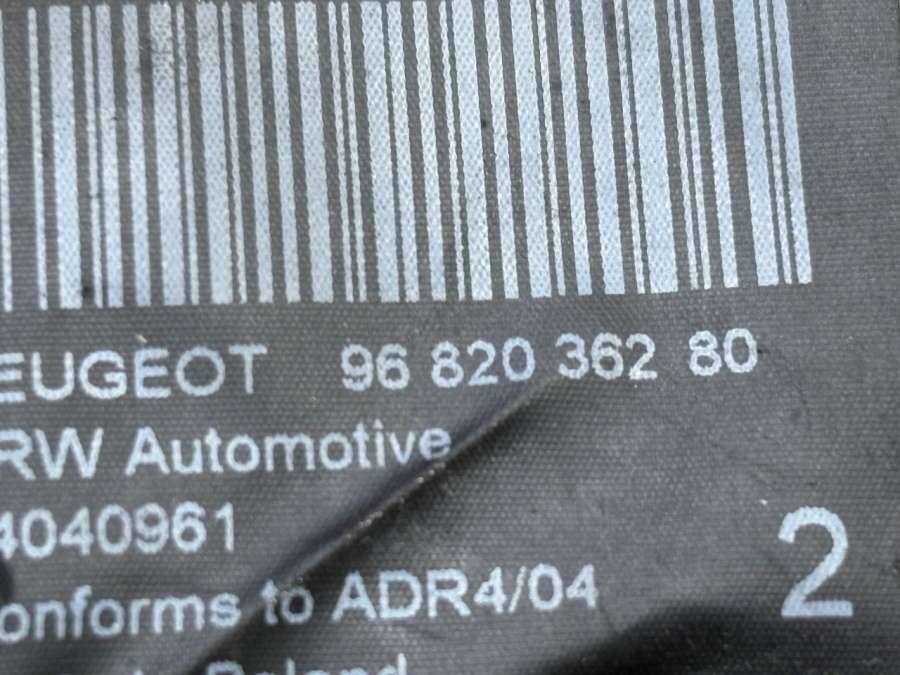 EUGEOT 96 820 362 80
RW Automotive
4040961
2
onforms to ADR4/04